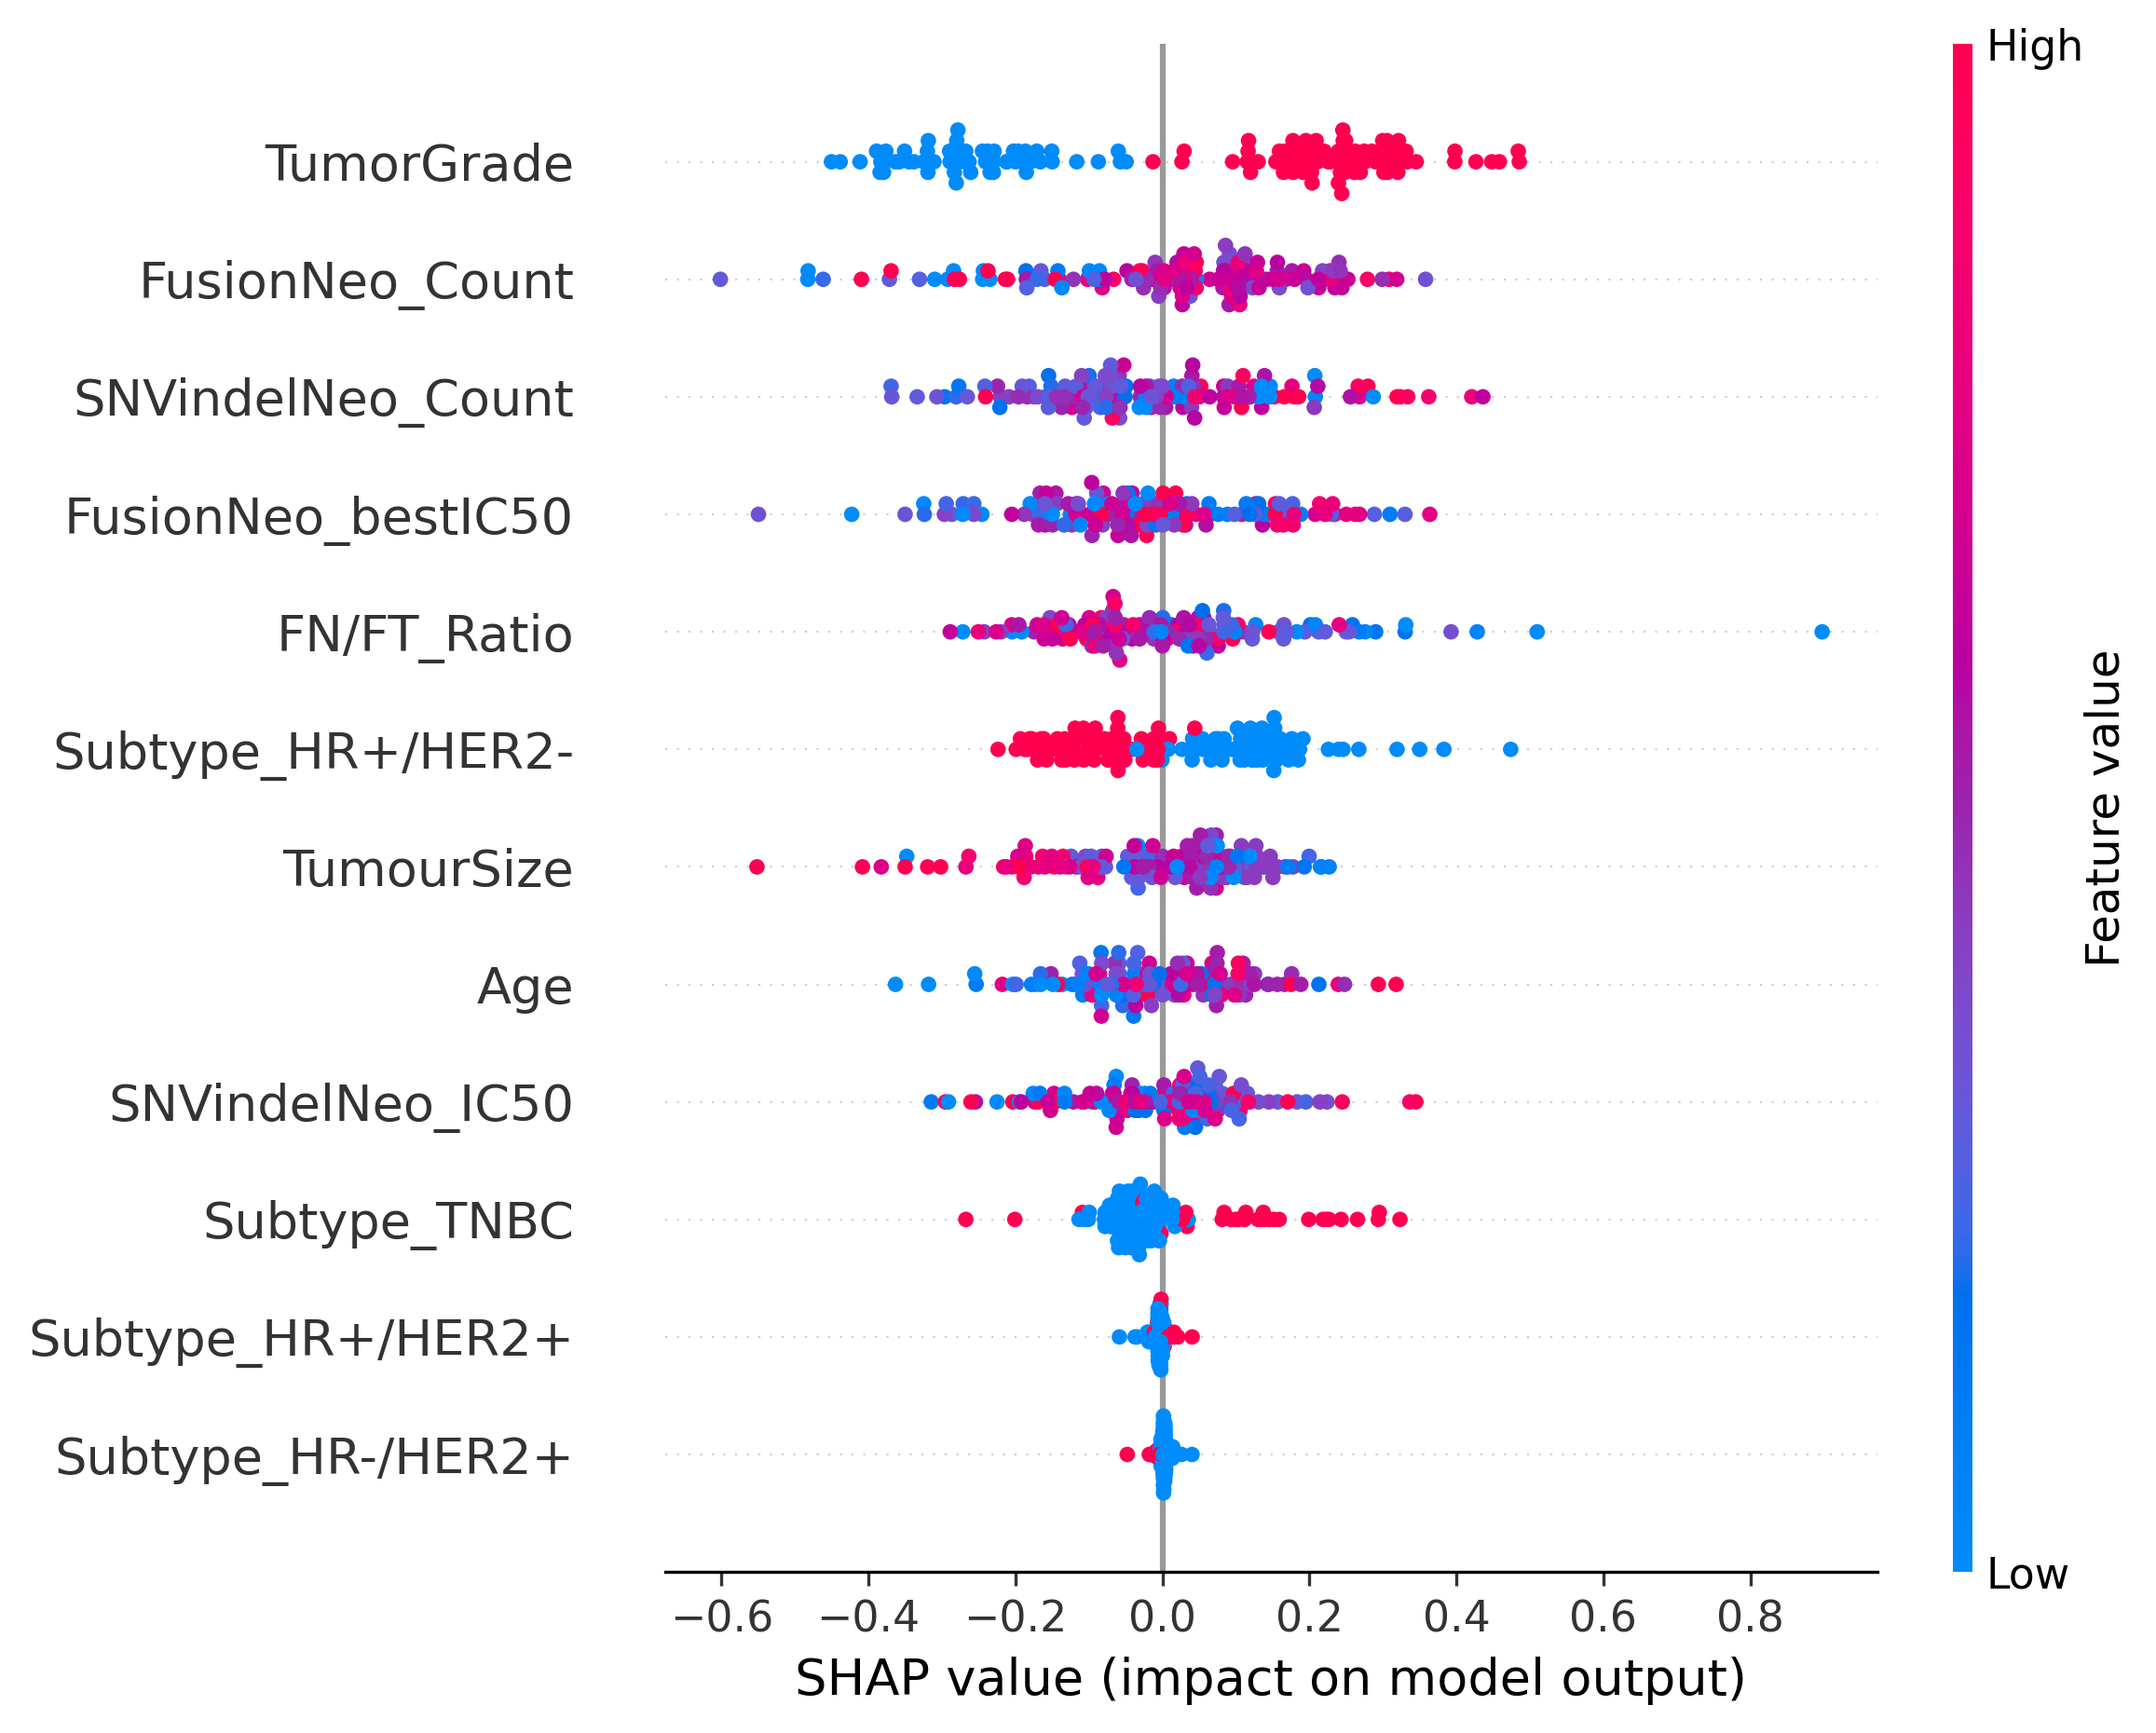 High
TumorGrade
FusionNeo_Count
SNVindelNeo_Count
FusionNeo_bestIC50
FN/FT_Ratio
Subtype_HR+/HER2-
TumourSize
Age
SNVindelNeo_IC50
Subtype_TNBC
Subtype_HR+/HER2+
Subtype_HR-/HER2+
Feature value
Low
−0.6 −0.4 −0.2 0.0 0.2 0.4 0.6 0.8
SHAP value (impact on model output)